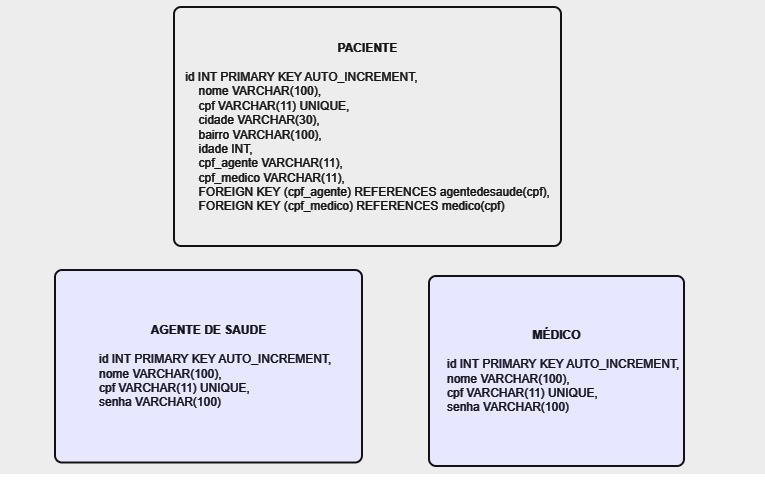 PACIENTE
id INT PRIMARY KEY AUTO_INCREMENT,
nome VARCHAR(100),
cpf VARCHAR(11) UNIQUE,
cidade VARCHAR(30),
bairro VARCHAR(100),
idade INT,
cpf_agente VARCHAR(11),
cpf_medico VARCHAR(11),
FOREIGN KEY (cpf_agente) REFERENCES agentedesaude(cpf),
FOREIGN KEY (cpf_medico) REFERENCES medico(cpf)
AGENTE DE SAUDE
id INT PRIMARY KEY AUTO_INCREMENT,
nome VARCHAR(100),
cpf VARCHAR(11) UNIQUE,
senha VARCHAR(100)
MÉDICO
id INT PRIMARY KEY AUTO_INCREMENT,
nome VARCHAR(100),
cpf VARCHAR(11) UNIQUE,
senha VARCHAR(100)